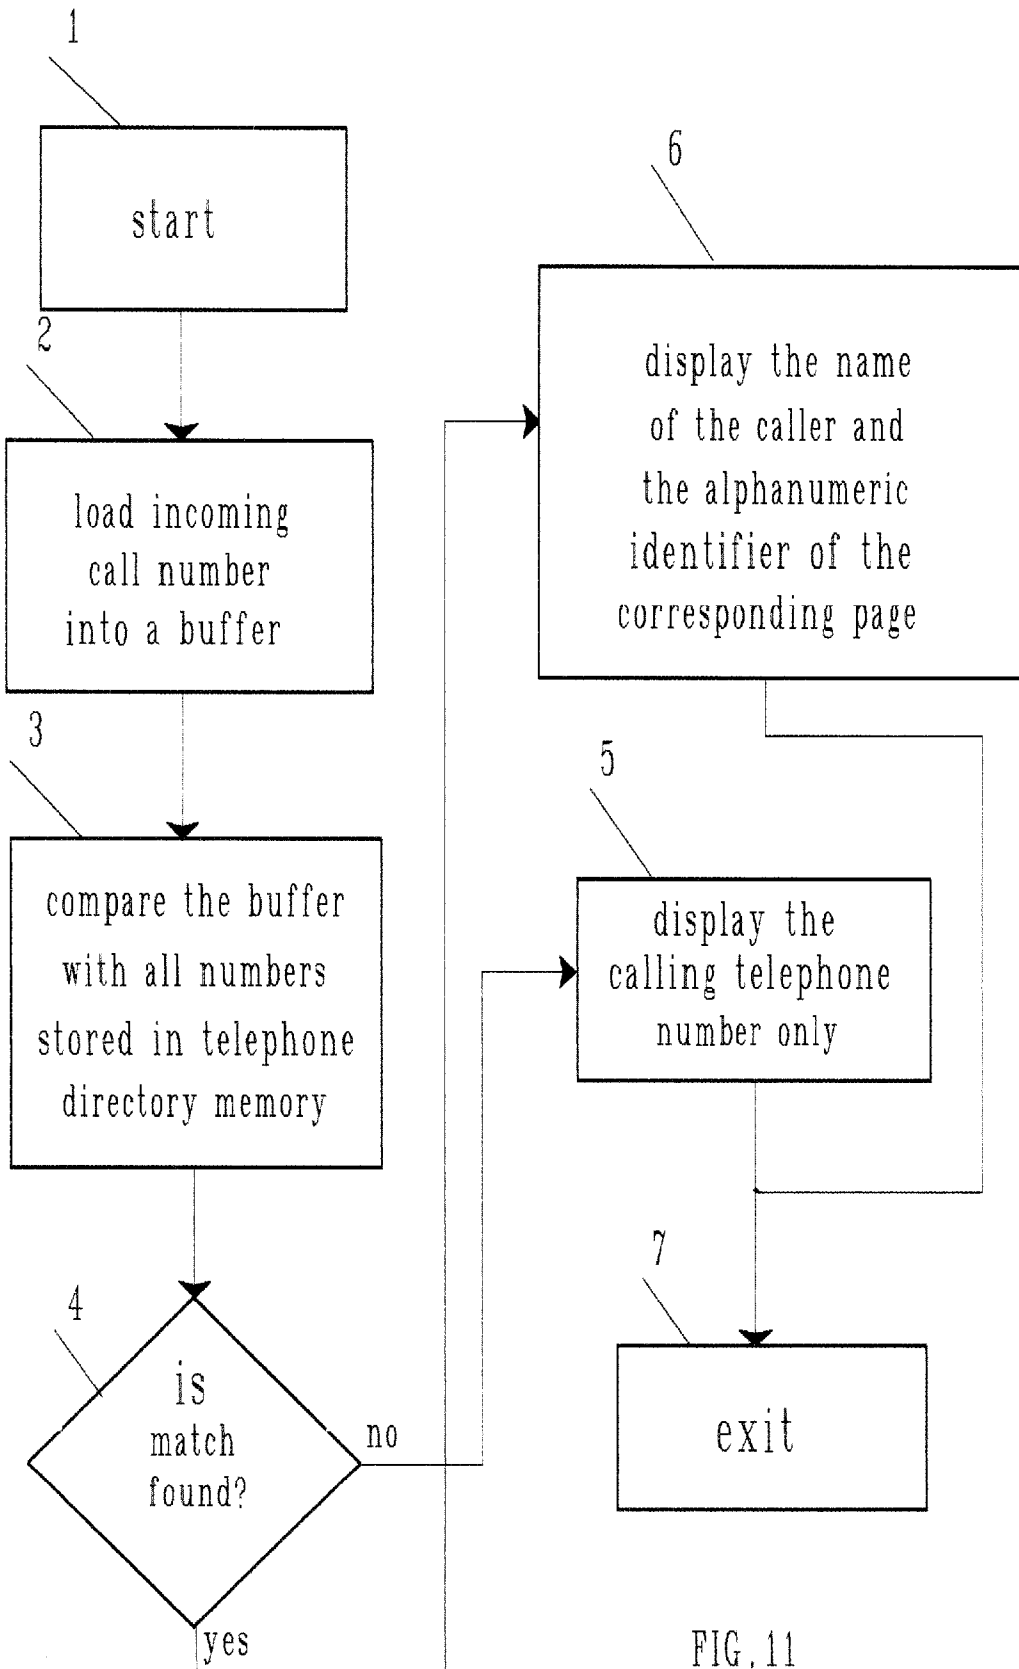 1
start
2
load incoming
call number
into a buffer
3
compare the buffer
with all numbers
stored in telephone
directory memory
4
is
match
found?
no
yes
6
display the name
of the caller and
the alphanumeric
identifier of the
corresponding page
5
display the
calling telephone
number only
7
exit
FIG. 11